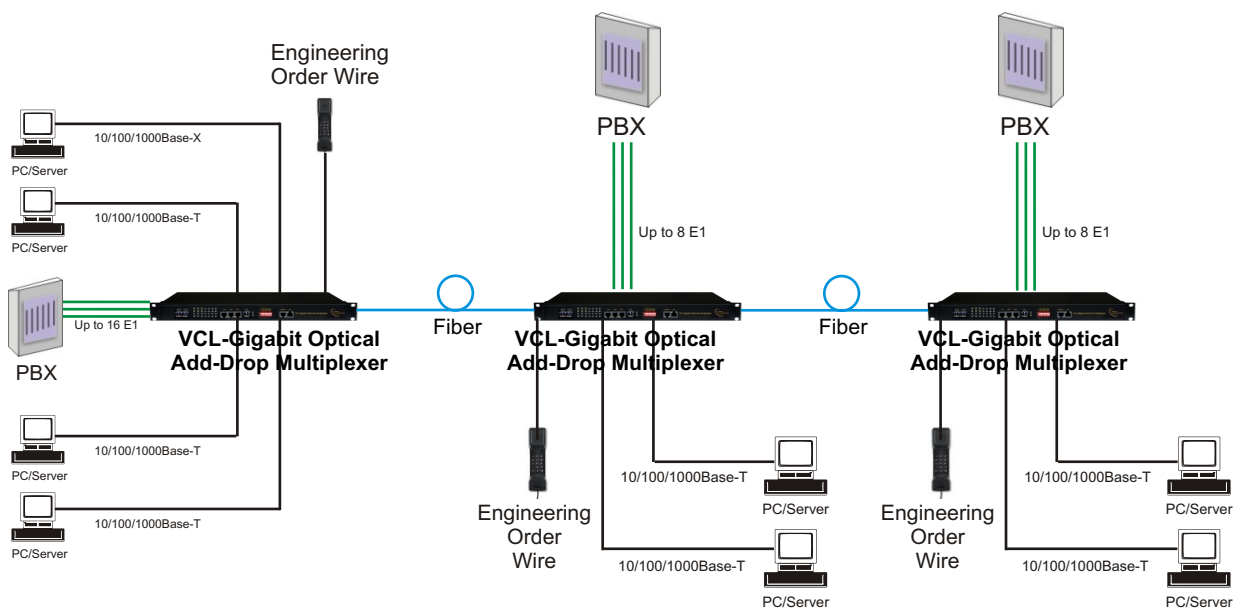 Engineering
Order Wire
PBX
PBX
10/100/1000Base-X
PC/Server
10/100/1000Base-T
PC/Server
Up to 8 E1
Up to 8 E1
Up to 16 E1
PBX
Fiber
Fiber
VCL-Gigabit Optical
Add-Drop Multiplexer
VCL-Gigabit Optical
Add-Drop Multiplexer
VCL-Gigabit Optical
Add-Drop Multiplexer
10/100/1000Base-T
PC/Server
10/100/1000Base-T
PC/Server
10/100/1000Base-T
PC/Server
Engineering
Order
Wire
10/100/1000Base-T
PC/Server
10/100/1000Base-T
PC/Server
Engineering
Order
Wire
10/100/1000Base-T
PC/Server